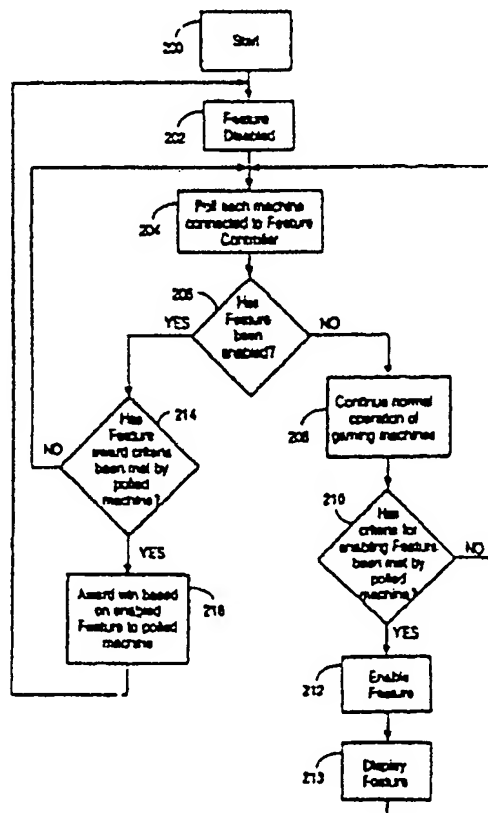 200
Start
202
Feature
Disabled
204
Poll each machine
connected to Feature
Controller
206
Has
Feature
been
enabled?
YES
NO
214
Has
Feature
award criteria
been met by
polled
machine?
NO
YES
208
Continue normal
operation of
gaming machines
210
Has
criteria for
enabling Feature
been met by
polled
machine?
NO
YES
Award win based
on enabled
Feature to polled
machine
216
212
Enable
Feature
213
Display
Feature